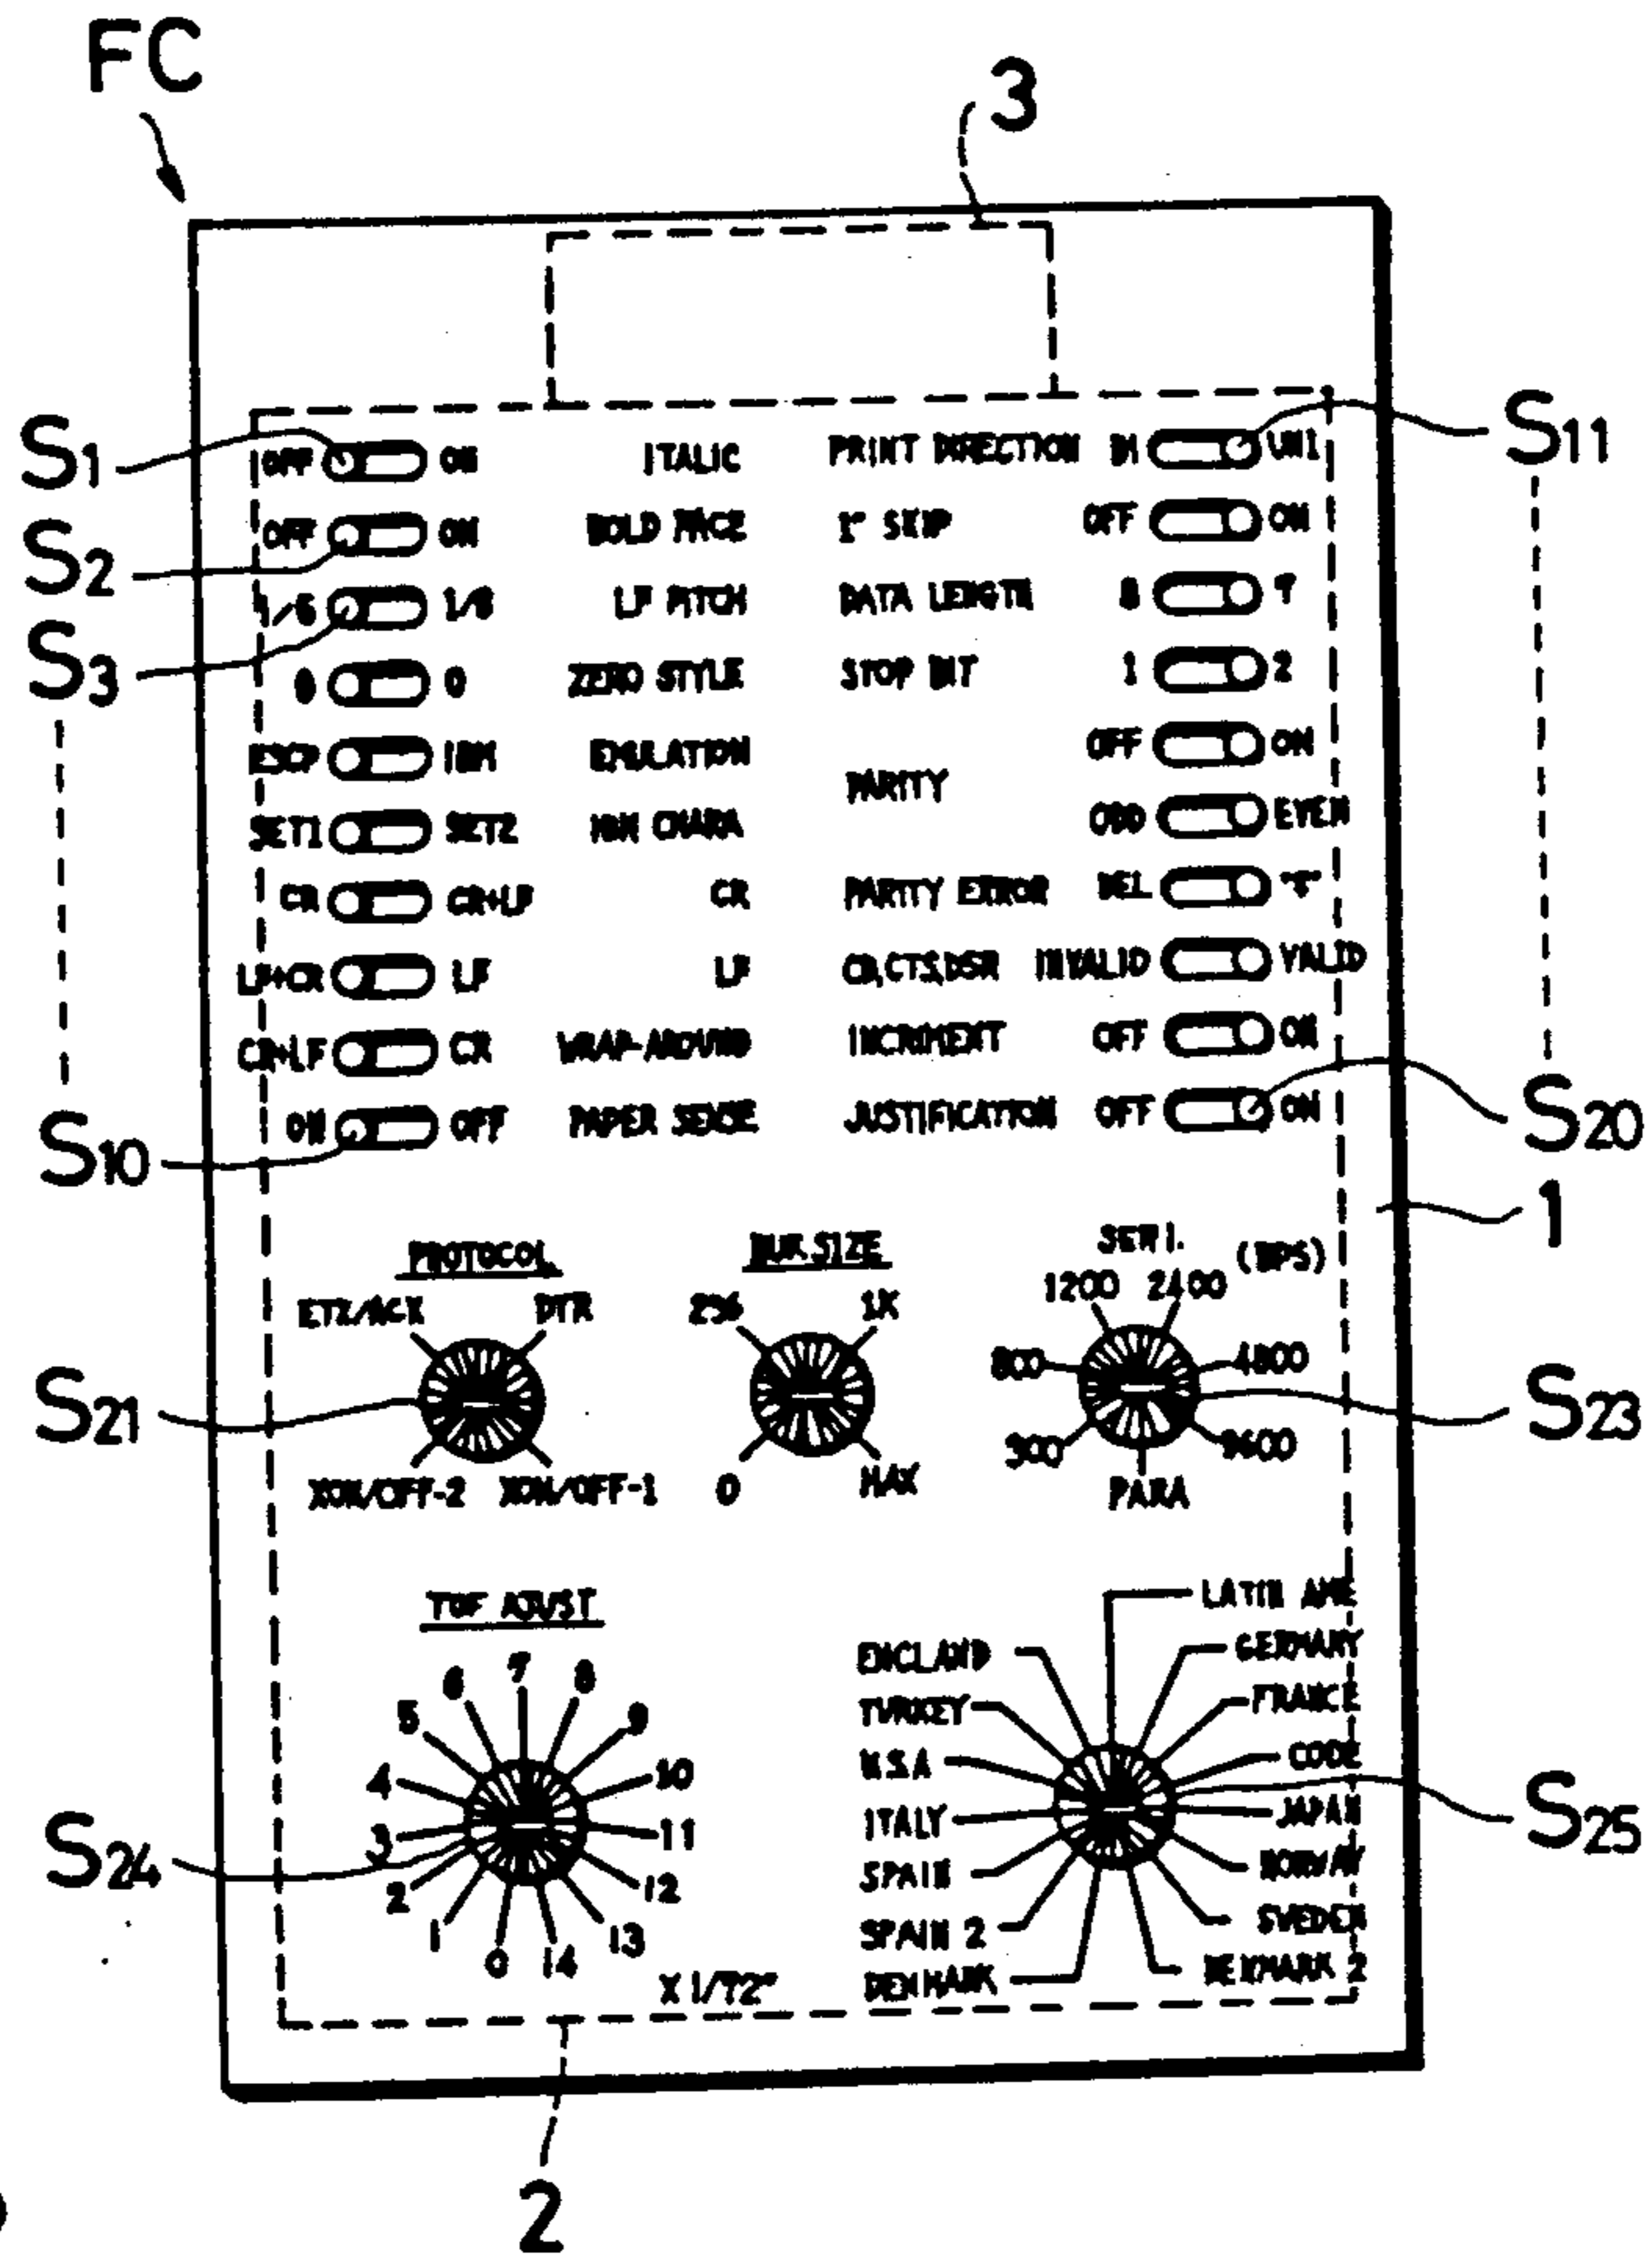 FC
3
S1 OFF ON ITALIC PRINT DIRECTION BI UNI S11
S2 OFF ON BOLD FACE 1" SKIP OFF ON
S3 1/6 1/8 LF PITCH DATA LENGTH 8 7
0 0 ZERO STYLE STOP BIT 1 2
ESCP IBM EMULATION OFF ON
PARITY
SET1 SET2 IBM CHARA ODD EVEN
CR CR+LF CR PARITY ERROR DEL
LF+CR LF LF CD,CTS,DSR INVALID VALID
CR+LF CR WRAP-AROUND INCRIMENT OFF ON
S10 ON OFF PAPER SENSE JUSTIFICATION OFF ON S20
1
PROTOCOL BUF.SIZE SERI. (BPS)
ETX/ACK DTR 256 1K 1200 2400
600 4800
S21 S23
300 9600
XON/OFF-2 XON/OFF-1 0 MAX PARA
TOF AJUST
LATIN AME
ENGLAND GERMANY
6 7 8
5 9 TURKEY FRANCE
4 10 U.S.A CODE
3 11 ITALY JAPAN
S24 S25
2 12 SPAIN NORWAY
1 13 SPAIN 2 SWEDEN
0 14
X 1/72" DENMARK DENMARK 2
2